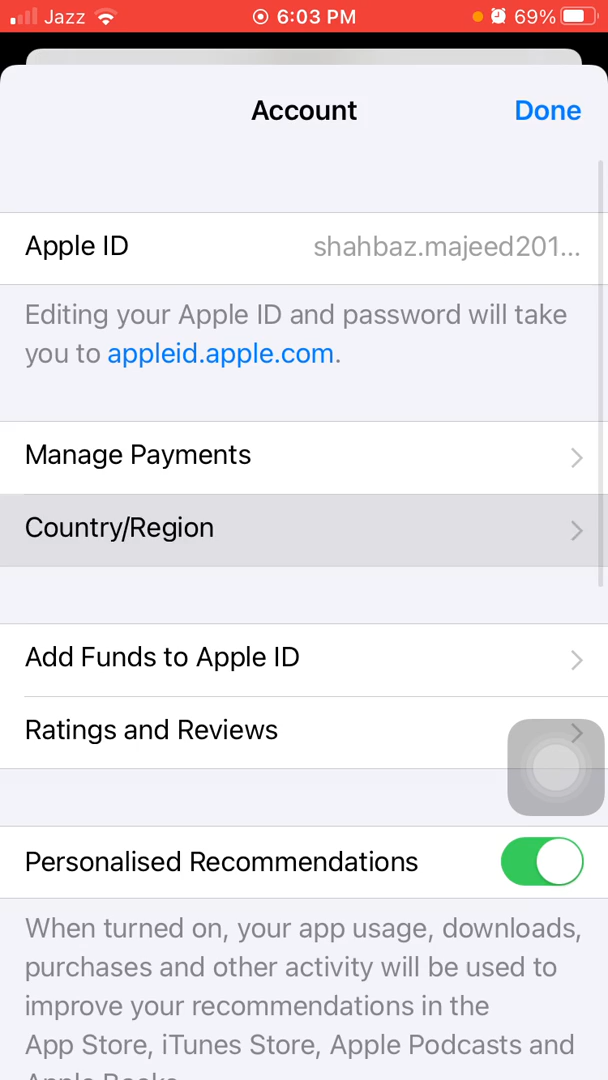 Jazz 6:03 PM 69%
Account Done
Apple ID shahbaz.majeed201...
Editing your Apple ID and password will take
you to appleid.apple.com.
Manage Payments
Country/Region
Add Funds to Apple ID
Ratings and Reviews
Personalised Recommendations
When turned on, your app usage, downloads,
purchases and other activity will be used to
improve your recommendations in the
App Store, iTunes Store, Apple Podcasts and
Apple Books